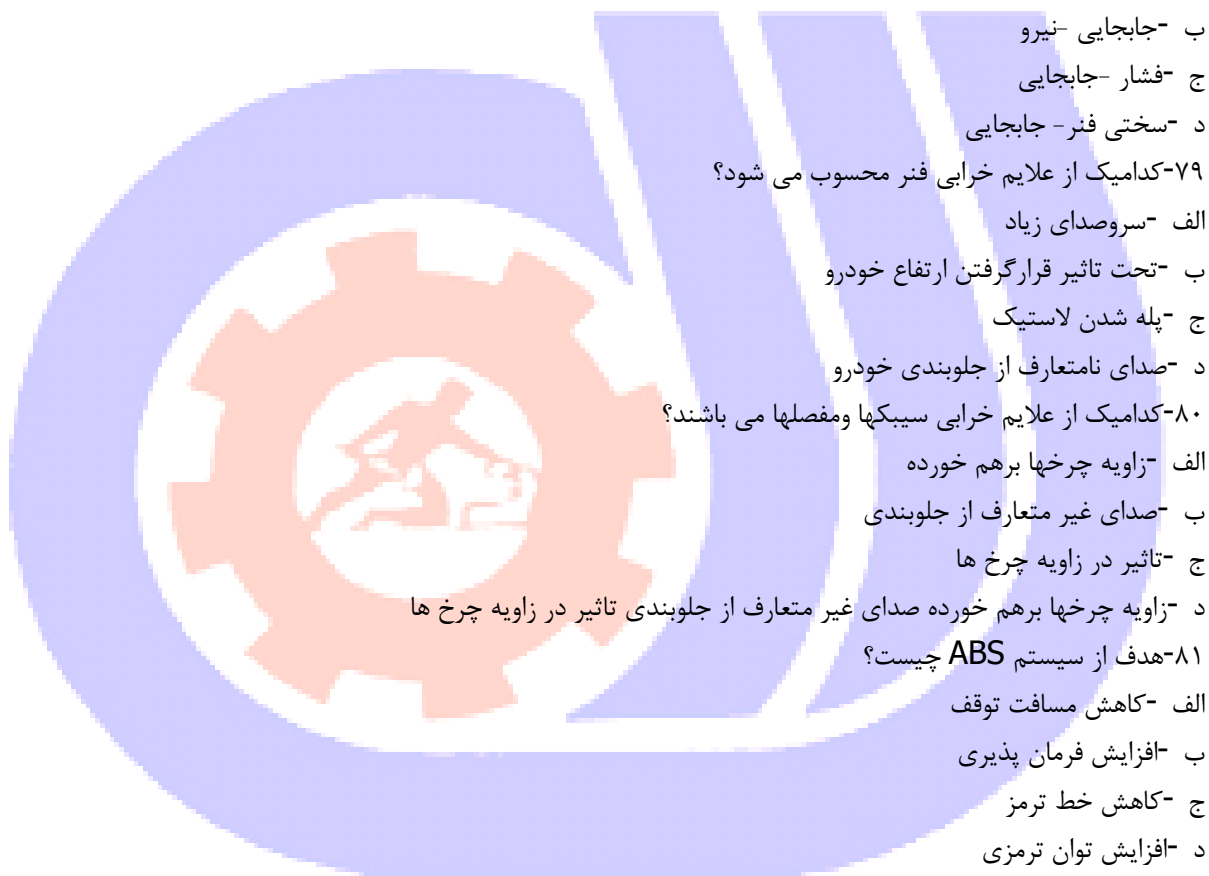 ب -جابجایی -نیرو
ج -فشار -جابجایی
د -سختی فنر- جابجایی
۷۹-کدامیک از علایم خرابی فنر محسوب می شود؟
الف -سروصدای زیاد
ب -تحت تاثیر قرارگرفتن ارتفاع خودرو
ج -پله شدن لاستیک
د -صدای نامتعارف از جلوبندی خودرو
۸۰-کدامیک از علایم خرابی سیبکها ومفصلها می باشند؟
الف -زاویه چرخها برهم خورده
ب -صدای غیر متعارف از جلوبندی
ج -تاثیر در زاویه چرخ ها
د -زاویه چرخها برهم خورده صدای غیر متعارف از جلوبندی تاثیر در زاویه چرخ ها
۸۱-هدف از سیستم ABS چیست؟
الف -کاهش مسافت توقف
ب -افزایش فرمان پذیری
ج -کاهش خط ترمز
د -افزایش توان ترمزی